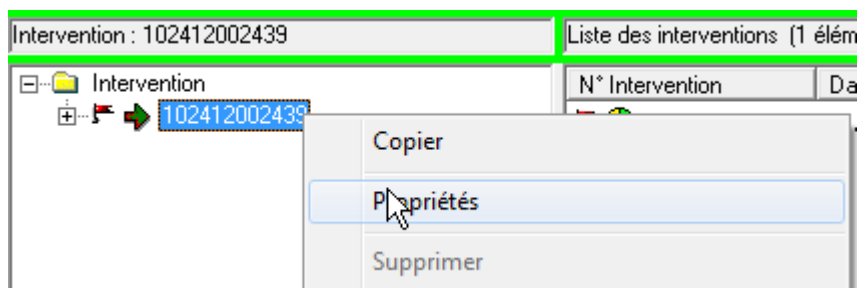 Intervention : 102412002439
Liste des interventions (1 élém
Intervention
N° Intervention
Da
102412002439
Copier
Propriétés
Supprimer